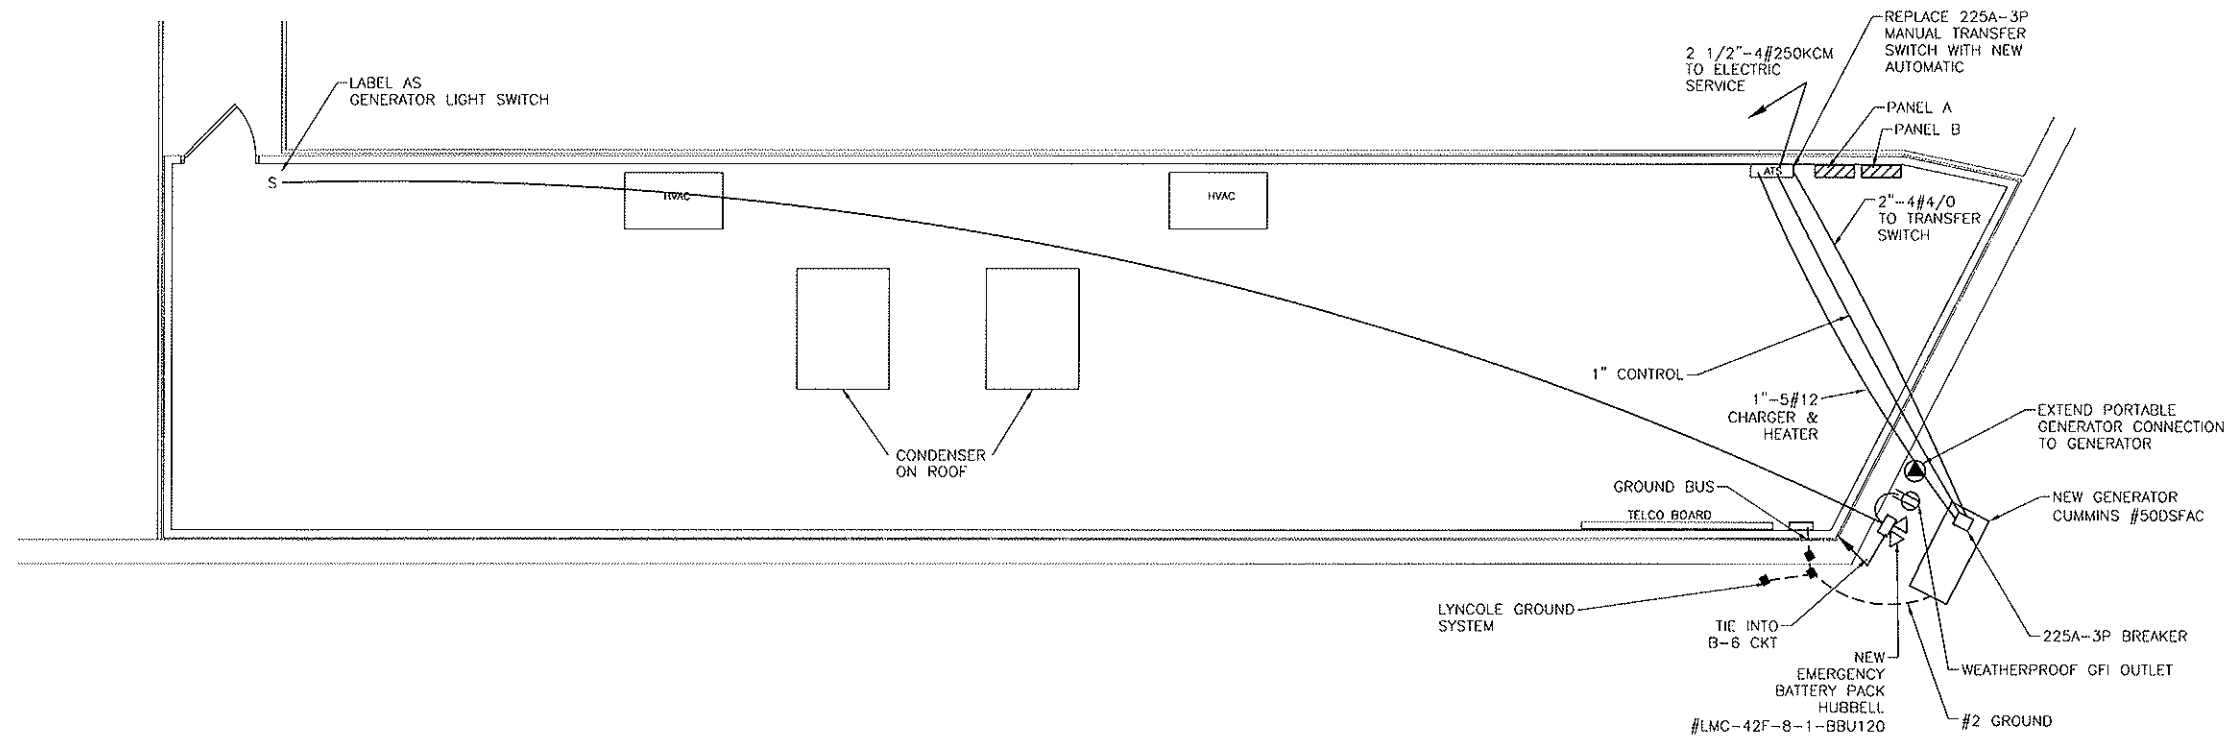 REPLACE 225A-3P
MANUAL TRANSFER
SWITCH WITH NEW
AUTOMATIC
2 1/2"-4#250KCM
TO ELECTRIC
SERVICE
LABEL AS
GENERATOR LIGHT SWITCH
PANEL A
PANEL B
S
ATS
HVAC
HVAC
2"-4#4/0
TO TRANSFER
SWITCH
1" CONTROL
1"-5#12
CHARGER &
HEATER
EXTEND PORTABLE
GENERATOR CONNECTION
TO GENERATOR
CONDENSER
ON ROOF
GROUND BUS
TELCO BOARD
NEW GENERATOR
CUMMINS #50DSFAC
LYNCOLE GROUND
SYSTEM
TIE INTO
B-6 CKT
225A-3P BREAKER
NEW
EMERGENCY
BATTERY PACK
HUBBELL
#LMC-42F-8-1-BBU120
WEATHERPROOF GFI OUTLET
#2 GROUND